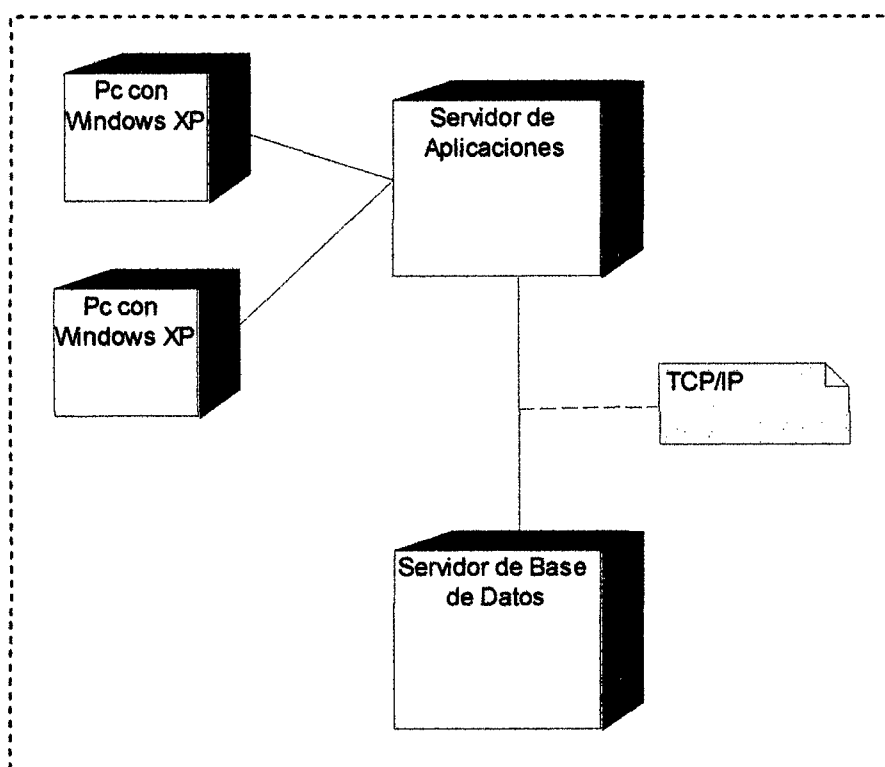 Pc con
Windows XP
Servidor de
Aplicaciones
Pc con
Windows XP
TCP/IP
Servidor de Base
de Datos